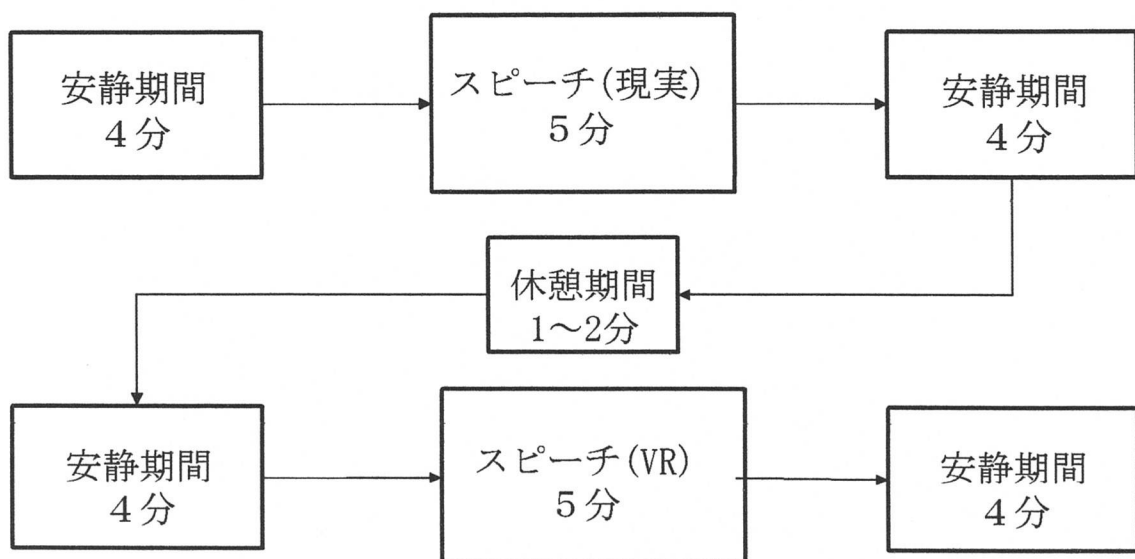 安静期間
4分
スピーチ(現実)
5分
安静期間
4分
休憩期間
1～2分
安静期間
4分
スピーチ(VR)
5分
安静期間
4分